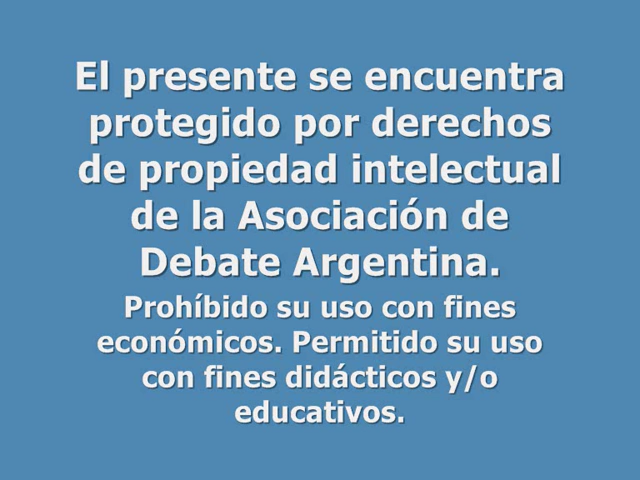 El presente se encuentra
protegido por derechos
de propiedad intelectual
de la Asociación de
Debate Argentina.
Prohíbido su uso con fines
económicos. Permitido su uso
con fines didácticos y/o
educativos.